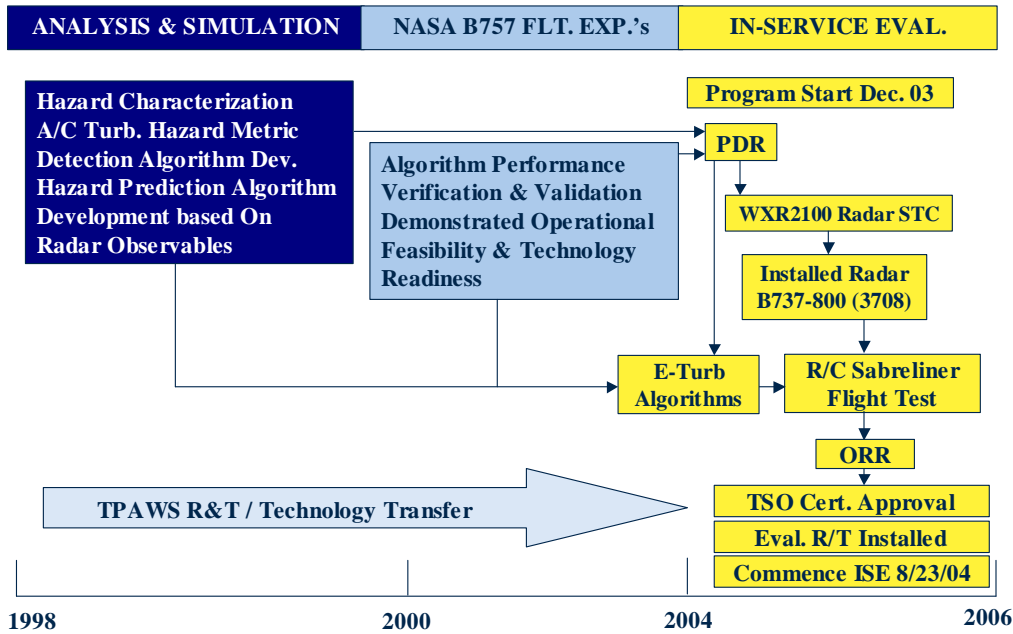 ANALYSIS & SIMULATION
NASA B757 FLT. EXP.'s
IN-SERVICE EVAL.
Hazard Characterization
A/C Turb. Hazard Metric
Detection Algorithm Dev.
Hazard Prediction Algorithm
Development based On
Radar Observables
Algorithm Performance
Verification & Validation
Demonstrated Operational
Feasibility & Technology
Readiness
Program Start Dec. 03
PDR
WXR2100 Radar STC
Installed Radar
B737-800 (3708)
E-Turb
Algorithms
R/C Sabreliner
Flight Test
ORR
TPAWS R&T / Technology Transfer
TSO Cert. Approval
Eval. R/T Installed
Commence ISE 8/23/04
1998
2000
2004
2006